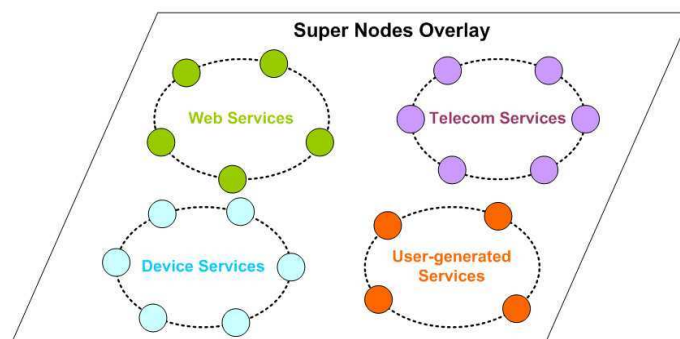 Super Nodes Overlay
Web Services
Telecom Services
Device Services
User-generated
Services